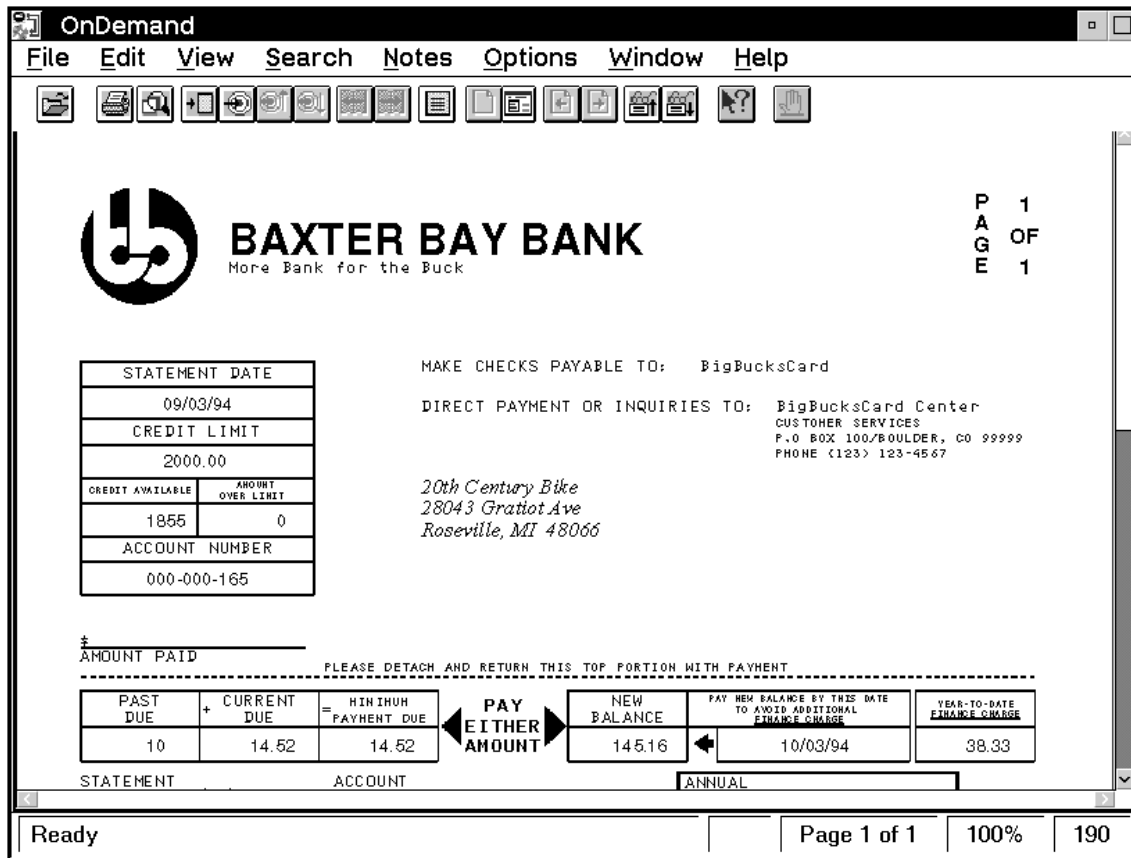 OnDemand
File Edit View Search Notes Options Window Help
BAXTER BAY BANK
More Bank for the Buck
PAGE 1 OF 1
STATEMENT DATE
09/03/94
CREDIT LIMIT
2000.00
CREDIT AVAILABLE AMOUNT OVER LIMIT
1855 0
ACCOUNT NUMBER
000-000-165
MAKE CHECKS PAYABLE TO: BigBucksCard
DIRECT PAYMENT OR INQUIRIES TO: BigBucksCard Center
CUSTOMER SERVICES
P.O BOX 100/BOULDER, CO 99999
PHONE (123) 123-4567
20th Century Bike
28043 Gratiot Ave
Roseville, MI 48066
$
AMOUNT PAID
PLEASE DETACH AND RETURN THIS TOP PORTION WITH PAYMENT
PAST DUE + CURRENT DUE = MINIMUM PAYMENT DUE PAY EITHER AMOUNT NEW BALANCE PAY NEW BALANCE BY THIS DATE TO AVOID ADDITIONAL FINANCE CHARGE YEAR-TO-DATE FINANCE CHARGE
10 14.52 14.52 145.16 10/03/94 38.33
STATEMENT ACCOUNT ANNUAL
Ready Page 1 of 1 100% 190